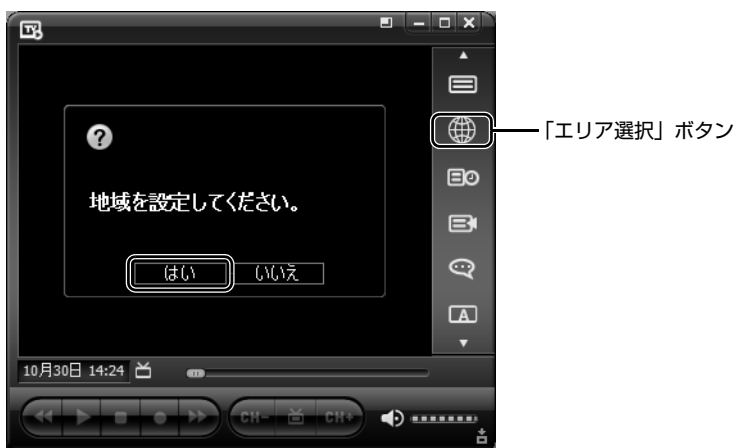 TV
?
「エリア選択」ボタン
地域を設定してください。
はい いいえ
A
10月30日 14:24
CH- CH+